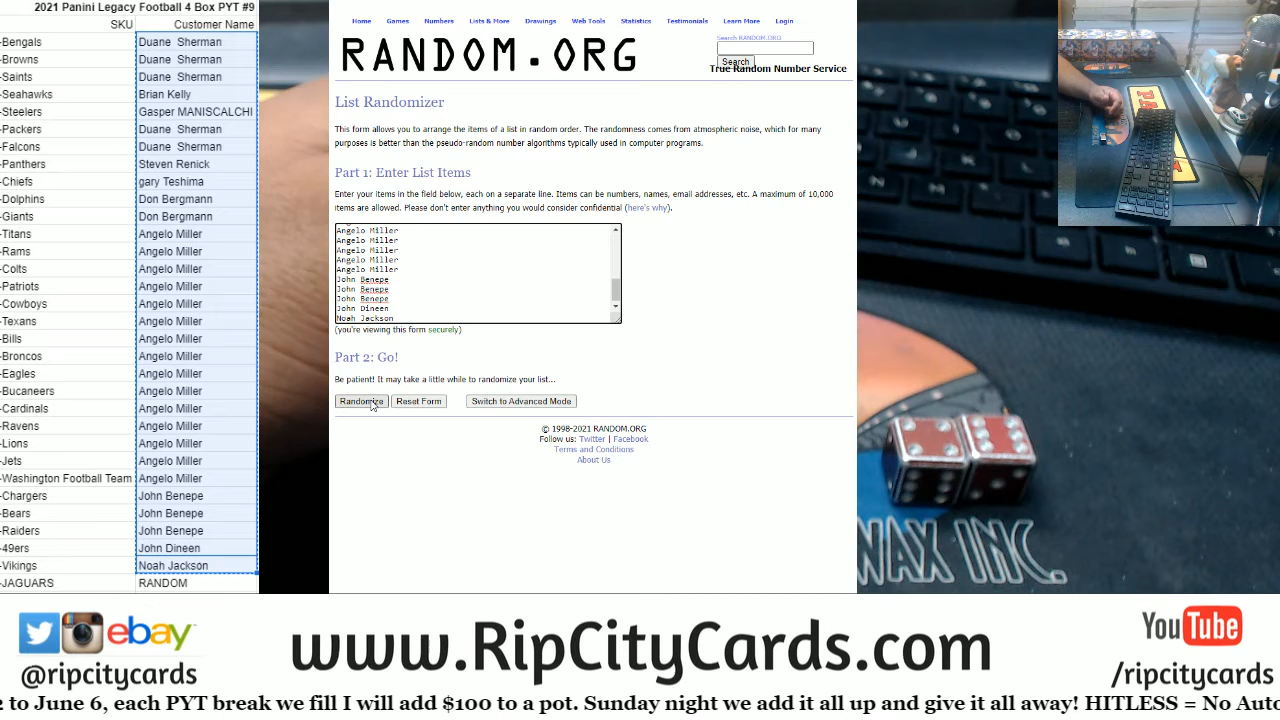 2021 Panini Legacy Football 4 Box PYT #9
SKU Customer Name
-Bengals Duane Sherman
-Browns Duane Sherman
-Saints Duane Sherman
-Seahawks Brian Kelly
-Steelers Gasper MANISCALCHI
-Packers Duane Sherman
-Falcons Duane Sherman
-Panthers Steven Renick
-Chiefs gary Teshima
-Dolphins Don Bergmann
-Giants Don Bergmann
-Titans Angelo Miller
-Rams Angelo Miller
-Colts Angelo Miller
-Patriots Angelo Miller
-Cowboys Angelo Miller
-Texans Angelo Miller
-Bills Angelo Miller
-Broncos Angelo Miller
-Eagles Angelo Miller
-Bucaneers Angelo Miller
-Cardinals Angelo Miller
-Ravens Angelo Miller
-Lions Angelo Miller
-Jets Angelo Miller
-Washington Football Team Angelo Miller
-Chargers John Benepe
-Bears John Benepe
-Raiders John Benepe
-49ers John Dineen
-Vikings Noah Jackson
-JAGUARS RANDOM
Home Games Numbers Lists & More Drawings Web Tools Statistics Testimonials Learn More Login
RANDOM.ORG
Search RANDOM.ORG
Search
True Random Number Service
List Randomizer
This form allows you to arrange the items of a list in random order. The randomness comes from atmospheric noise, which for many
purposes is better than the pseudo-random number algorithms typically used in computer programs.
Part 1: Enter List Items
Enter your items in the field below, each on a separate line. Items can be numbers, names, email addresses, etc. A maximum of 10,000
items are allowed. Please don't enter anything you would consider confidential (here's why).
Angelo Miller
Angelo Miller
Angelo Miller
Angelo Miller
Angelo Miller
John Benepe
John Benepe
John Benepe
John Dineen
Noah Jackson
(you're viewing this form securely)
Part 2: Go!
Be patient! It may take a little while to randomize your list...
Randomize Reset Form Switch to Advanced Mode
© 1998-2021 RANDOM.ORG
Follow us: Twitter | Facebook
Terms and Conditions
About Us
WAX INC.
ebay
@ripcitycards
www.RipCityCards.com
YouTube
/ripcitycards
to June 6, each PYT break we fill I will add $100 to a pot. Sunday night we add it all up and give it all away! HITLESS = No Auto